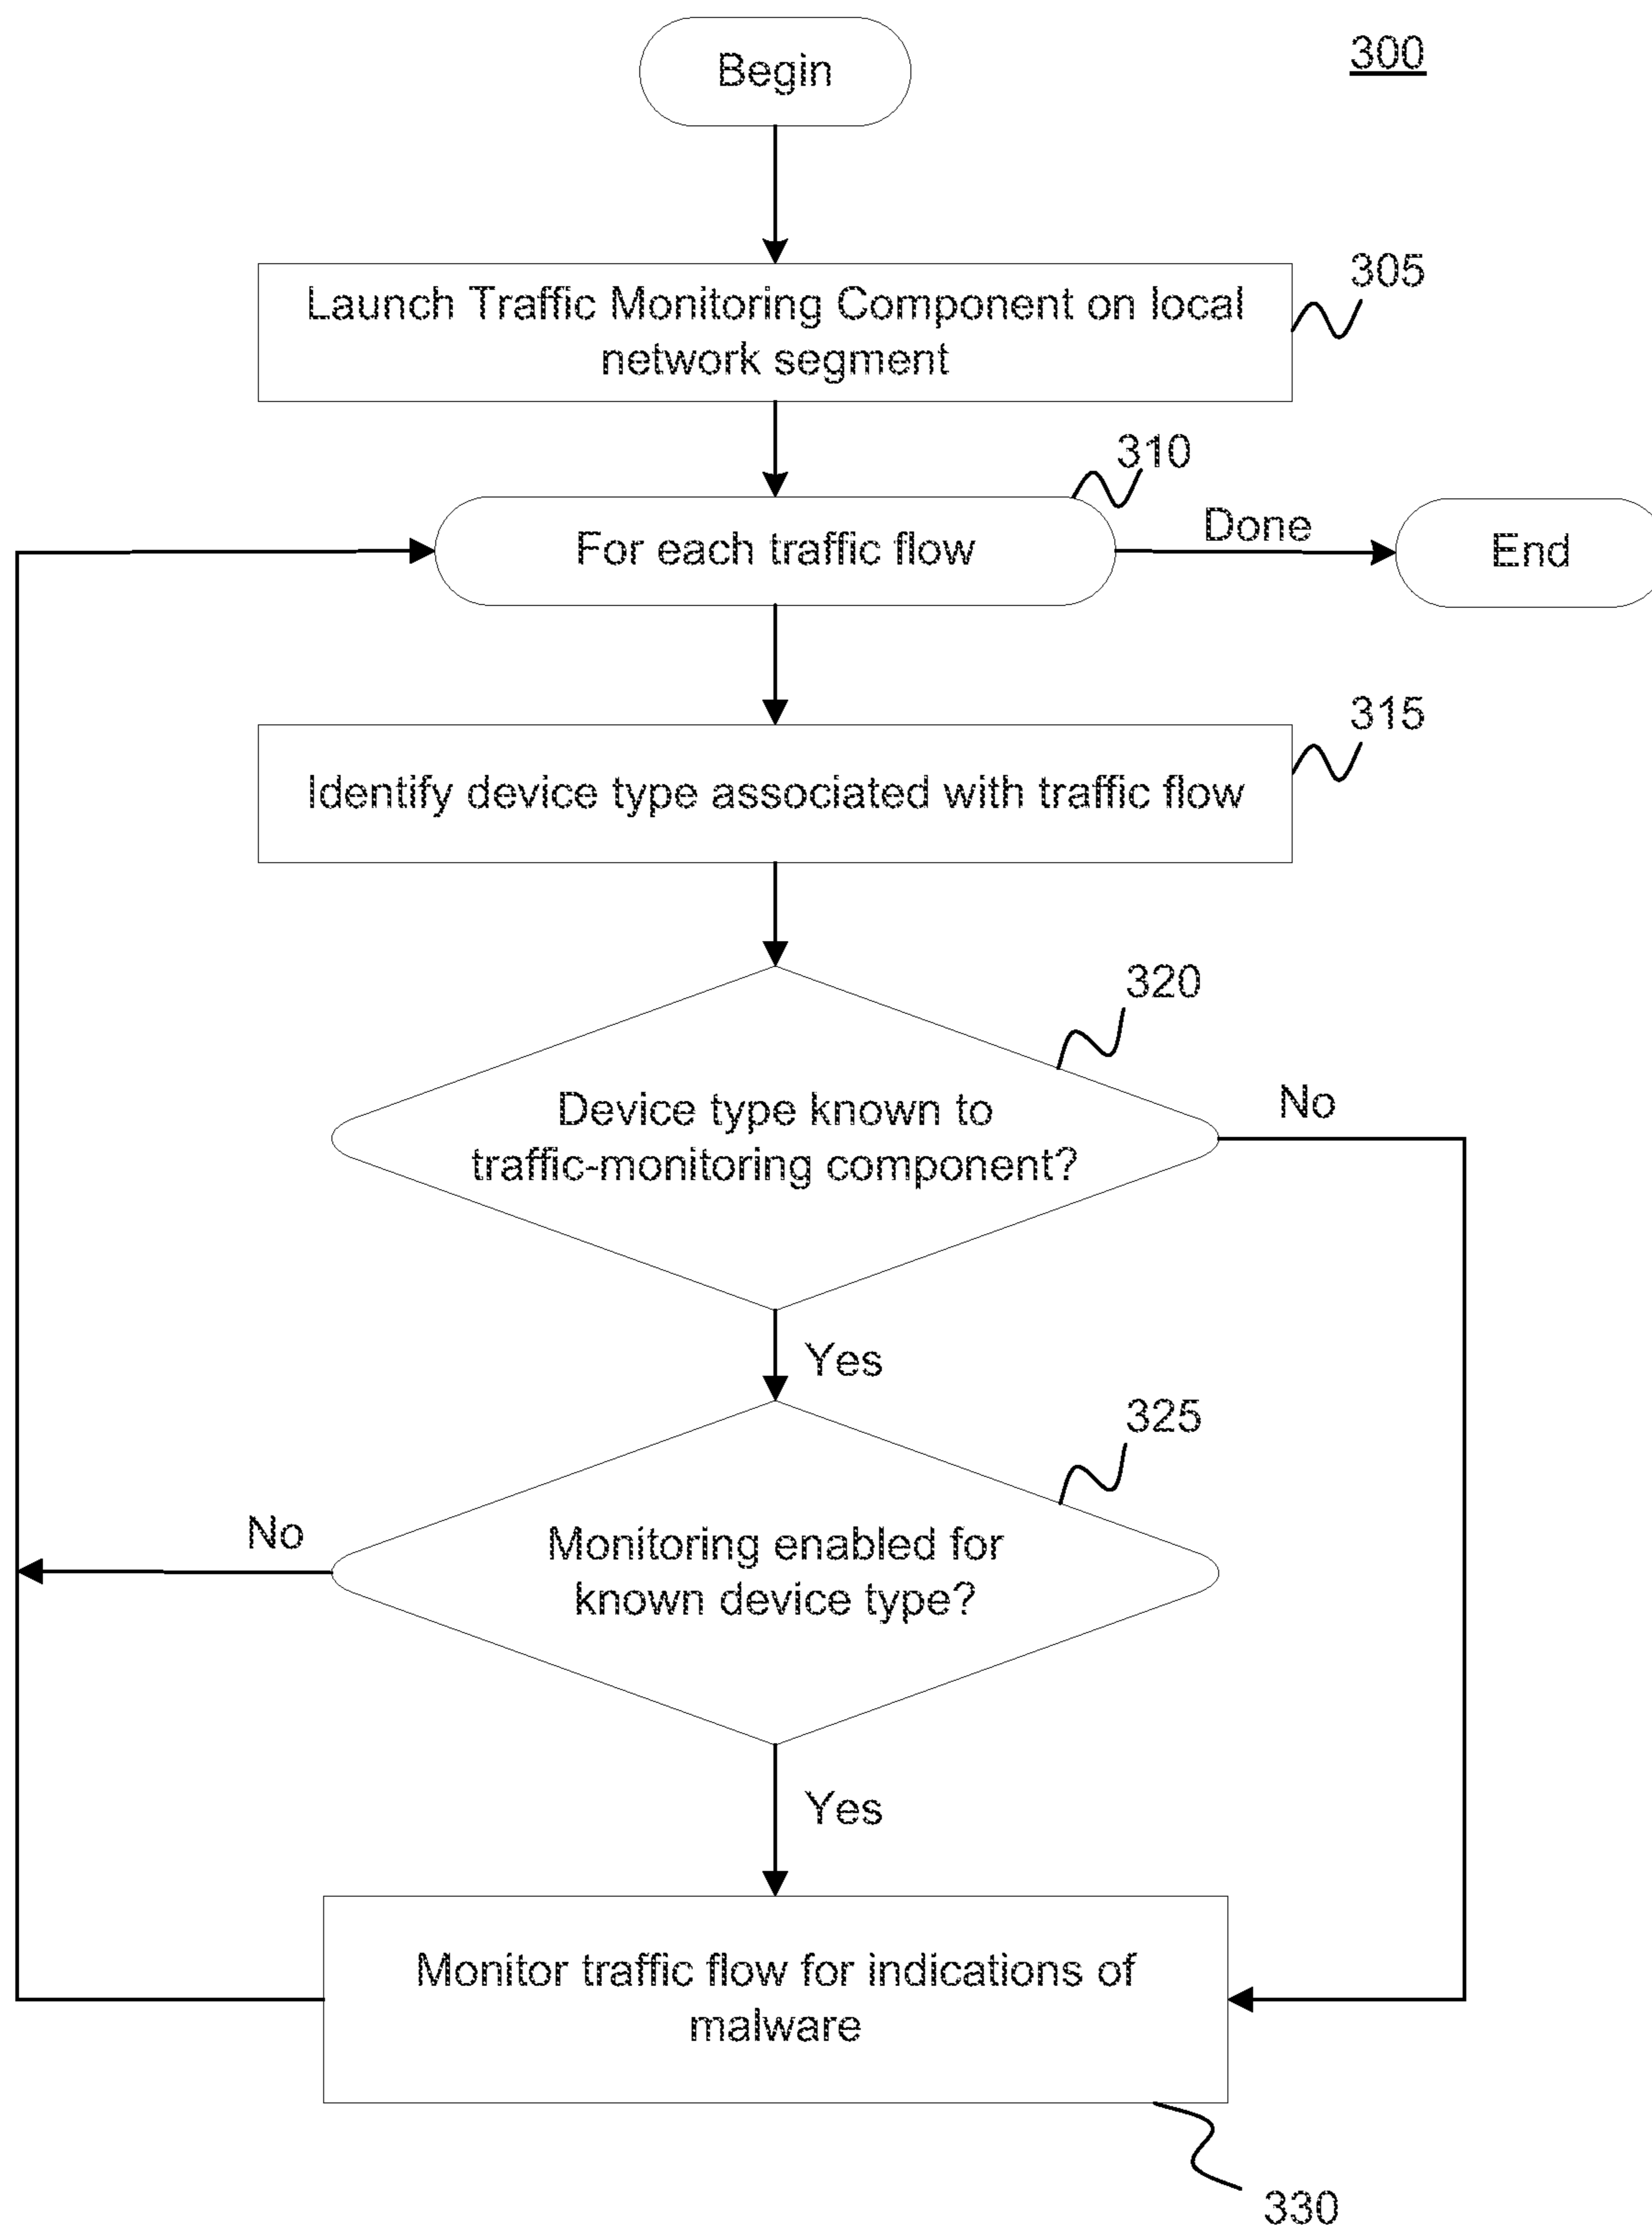 300
Begin
305
Launch Traffic Monitoring Component on local
network segment
310
For each traffic flow
Done
End
315
Identify device type associated with traffic flow
320
Device type known to
traffic-monitoring component?
No
Yes
325
Monitoring enabled for
known device type?
No
Yes
Monitor traffic flow for indications of
malware
330